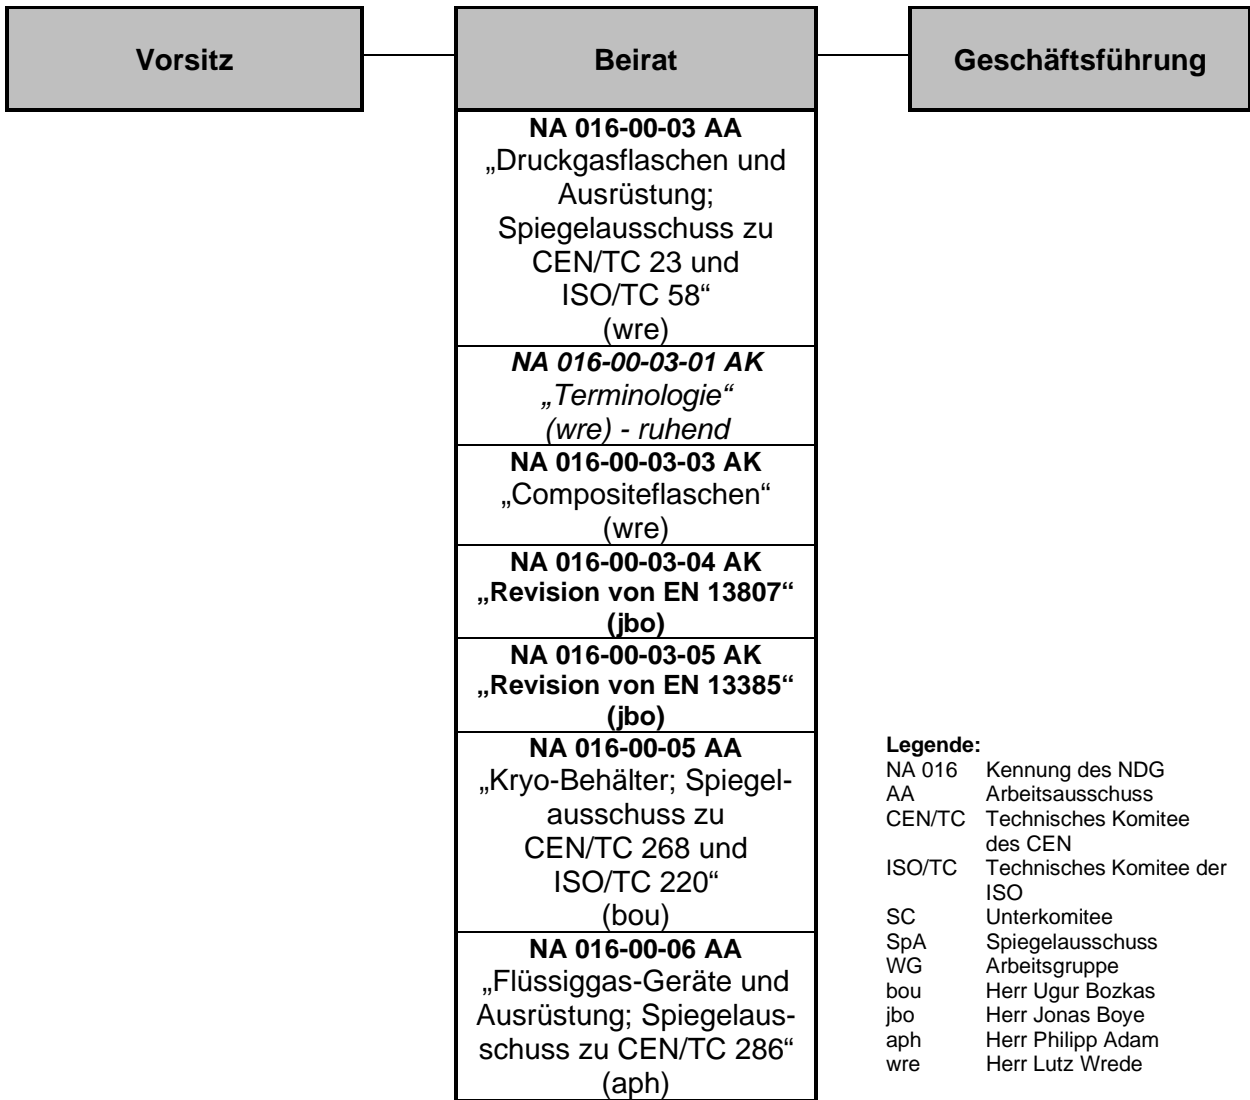 Vorsitz
Beirat
Geschäftsführung
NA 016-00-03 AA
„Druckgasflaschen und
Ausrüstung;
Spiegelausschuss zu
CEN/TC 23 und
ISO/TC 58“
(wre)
NA 016-00-03-01 AK
„Terminologie“
(wre) - ruhend
NA 016-00-03-03 AK
„Compositeflaschen“
(wre)
NA 016-00-03-04 AK
„Revision von EN 13807“
(jbo)
NA 016-00-03-05 AK
„Revision von EN 13385“
(jbo)
NA 016-00-05 AA
„Kryo-Behälter; Spiegel-
ausschuss zu
CEN/TC 268 und
ISO/TC 220“
(bou)
NA 016-00-06 AA
„Flüssiggas-Geräte und
Ausrüstung; Spiegelaus-
schuss zu CEN/TC 286“
(aph)
Legende:
NA 016 Kennung des NDG
AA Arbeitsausschuss
CEN/TC Technisches Komitee
des CEN
ISO/TC Technisches Komitee der
ISO
SC Unterkomitee
SpA Spiegelausschuss
WG Arbeitsgruppe
bou Herr Ugur Bozkas
jbo Herr Jonas Boye
aph Herr Philipp Adam
wre Herr Lutz Wrede